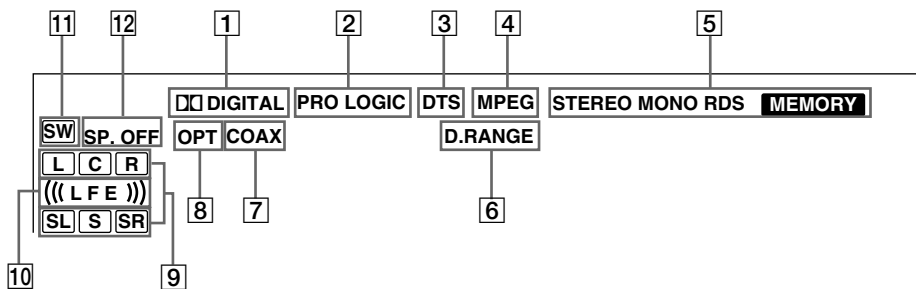 11 12 1 2 3 4 5
DIGITAL PRO LOGIC DTS MPEG STEREO MONO RDS MEMORY
SW SP. OFF OPT COAX D.RANGE
L C R
((( L F E )))
SL S SR
8 7 6
10 9